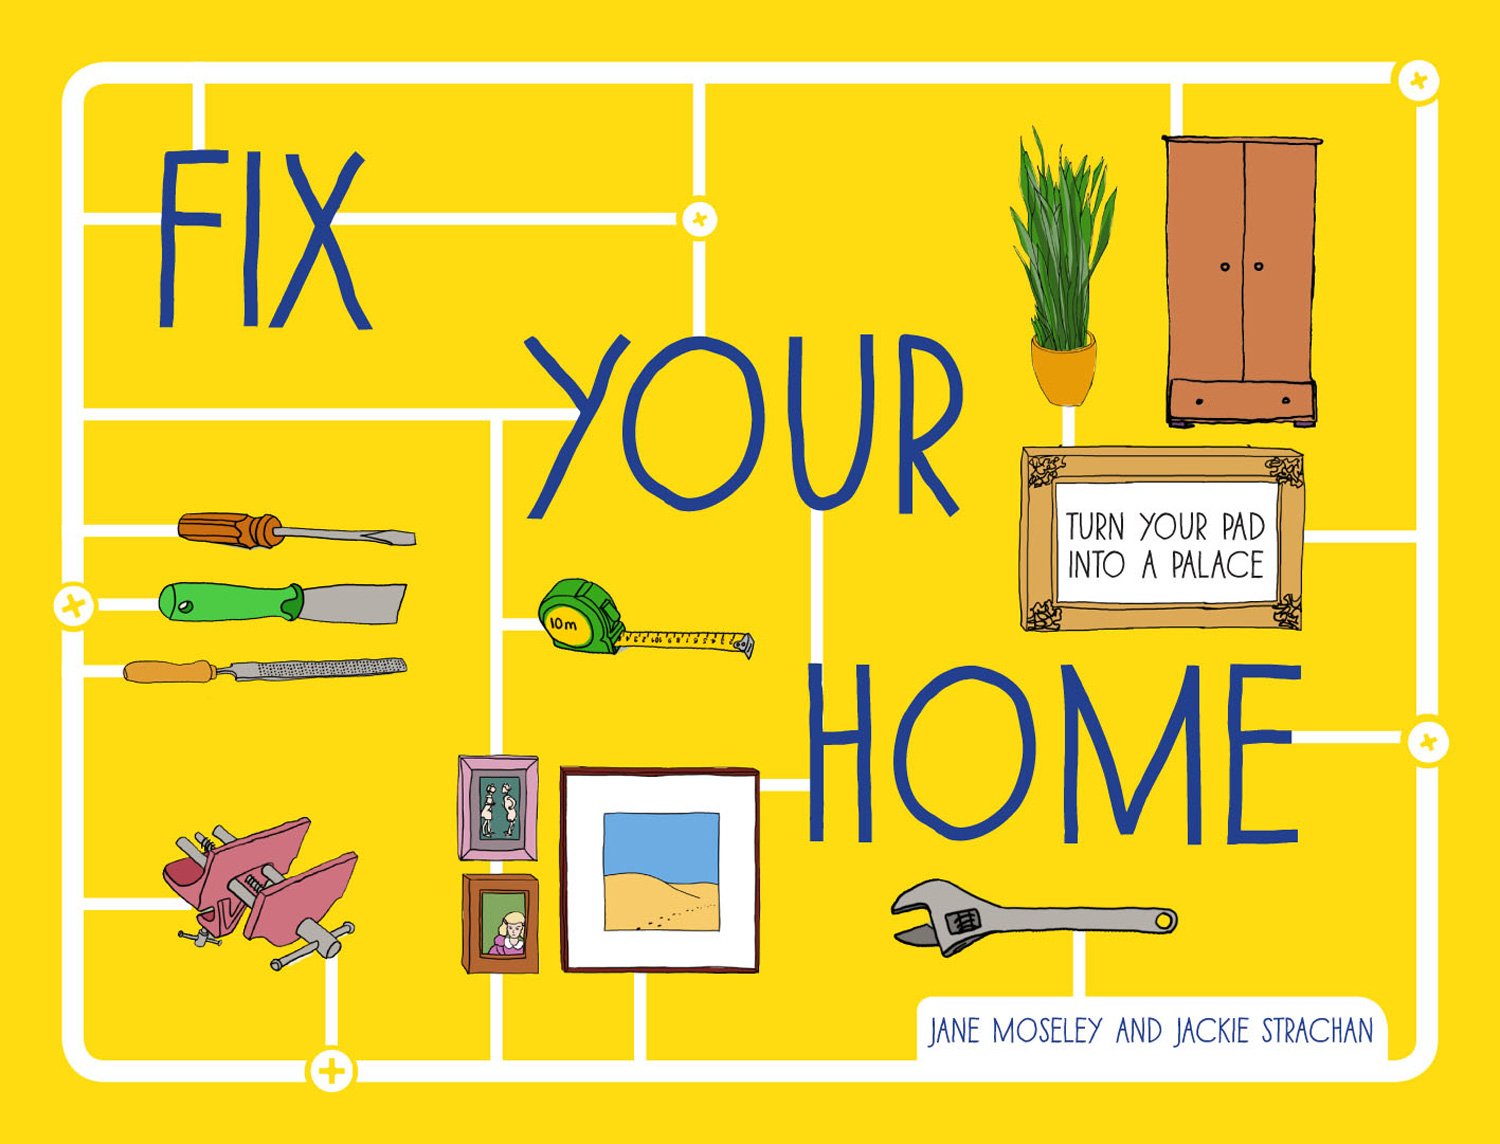 FIX
YOUR
TURN YOUR PAD
INTO A PALACE
10m
HOME
JANE MOSELEY AND JACKIE STRACHAN